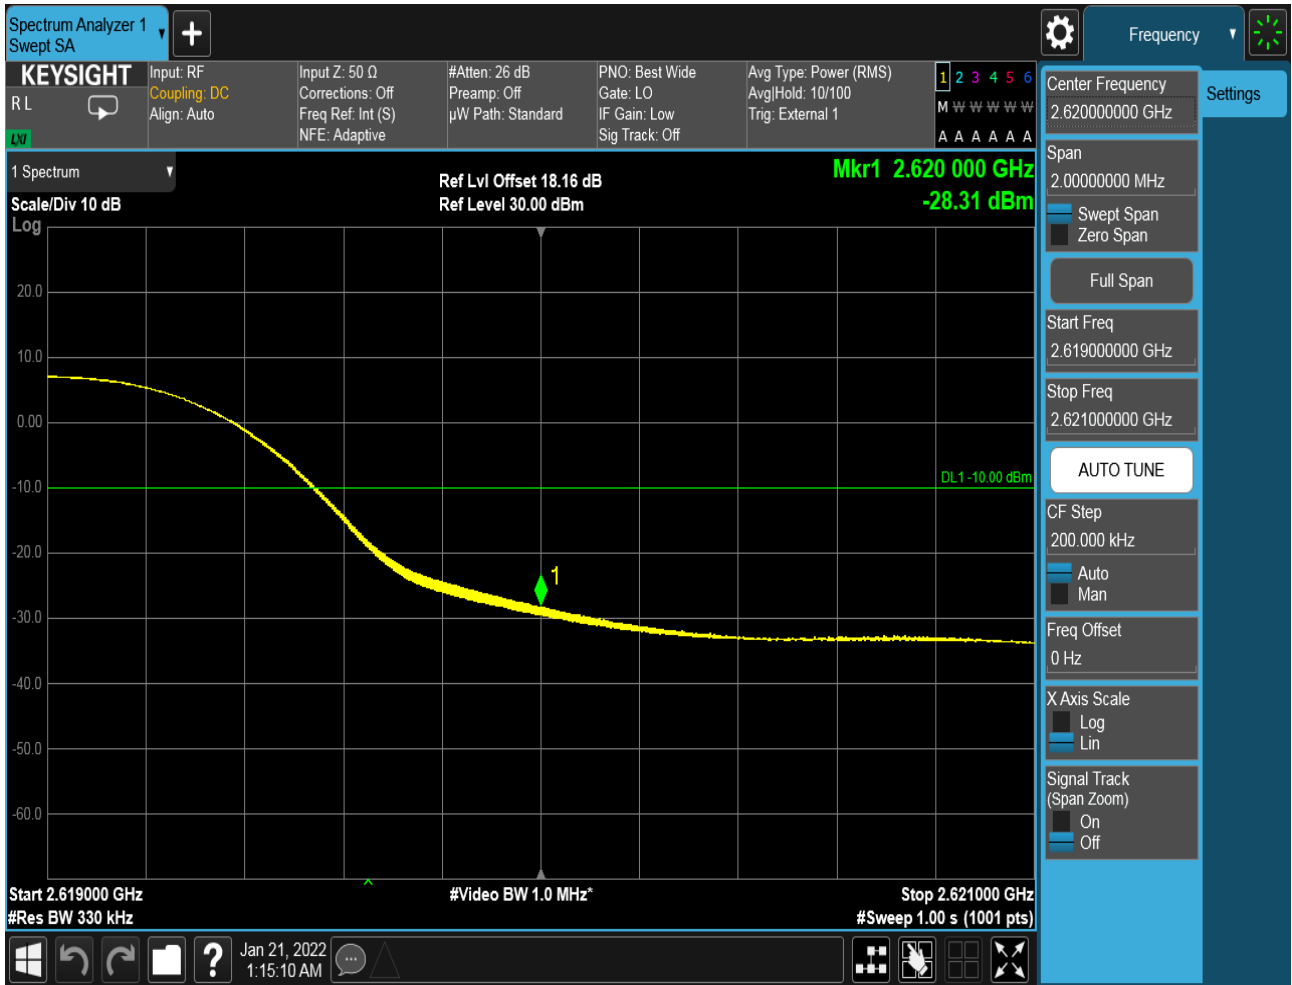 Spectrum Analyzer 1
Swept SA
Frequency
KEYSIGHT
R L
LXI
Input: RF
Coupling: DC
Align: Auto
Input Z: 50 Ω
Corrections: Off
Freq Ref: Int (S)
NFE: Adaptive
#Atten: 26 dB
Preamp: Off
µW Path: Standard
PNO: Best Wide
Gate: LO
IF Gain: Low
Sig Track: Off
Avg Type: Power (RMS)
Avg|Hold: 10/100
Trig: External 1
1 2 3 4 5 6
M W W W W W
A A A A A A
1 Spectrum
Scale/Div 10 dB
Log
Ref Lvl Offset 18.16 dB
Ref Level 30.00 dBm
Mkr1 2.620 000 GHz
-28.31 dBm
20.0
10.0
0.00
-10.0
-20.0
-30.0
-40.0
-50.0
-60.0
DL1 -10.00 dBm
1
Start 2.619000 GHz
#Res BW 330 kHz
#Video BW 1.0 MHz*
Stop 2.621000 GHz
#Sweep 1.00 s (1001 pts)
Jan 21, 2022
1:15:10 AM
Center Frequency
2.620000000 GHz
Settings
Span
2.00000000 MHz
Swept Span
Zero Span
Full Span
Start Freq
2.619000000 GHz
Stop Freq
2.621000000 GHz
AUTO TUNE
CF Step
200.000 kHz
Auto
Man
Freq Offset
0 Hz
X Axis Scale
Log
Lin
Signal Track
(Span Zoom)
On
Off